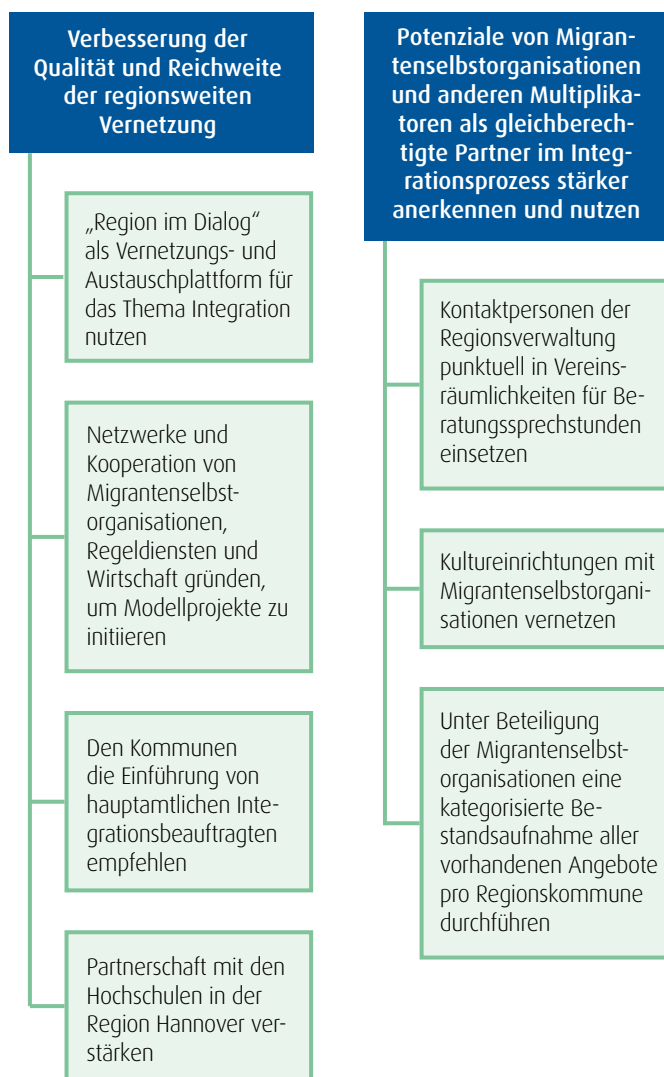 Verbesserung der
Qualität und Reichweite
der regionsweiten
Vernetzung
„Region im Dialog“
als Vernetzungs- und
Austauschplattform für
das Thema Integration
nutzen
Netzwerke und
Kooperation von
Migrantenselbst-
organisationen,
Regeldiensten und
Wirtschaft gründen,
um Modellprojekte zu
initiieren
Den Kommunen
die Einführung von
hauptamtlichen Inte-
grationsbeauftragten
empfehlen
Partnerschaft mit den
Hochschulen in der
Region Hannover ver-
stärken
Potenziale von Migran-
tenselbstorganisationen
und anderen Multiplika-
toren als gleichberech-
tigte Partner im Integ-
rationsprozess stärker
anerkennen und nutzen
Kontaktpersonen der
Regionsverwaltung
punktuell in Vereins-
räumlichkeiten für Be-
ratungssprechstunden
einsetzen
Kultureinrichtungen mit
Migrantenselbstorgani-
sationen vernetzen
Unter Beteiligung
der Migrantenselbst-
organisationen eine
kategorisierte Be-
standsaufnahme aller
vorhandenen Angebote
pro Regionskommune
durchführen